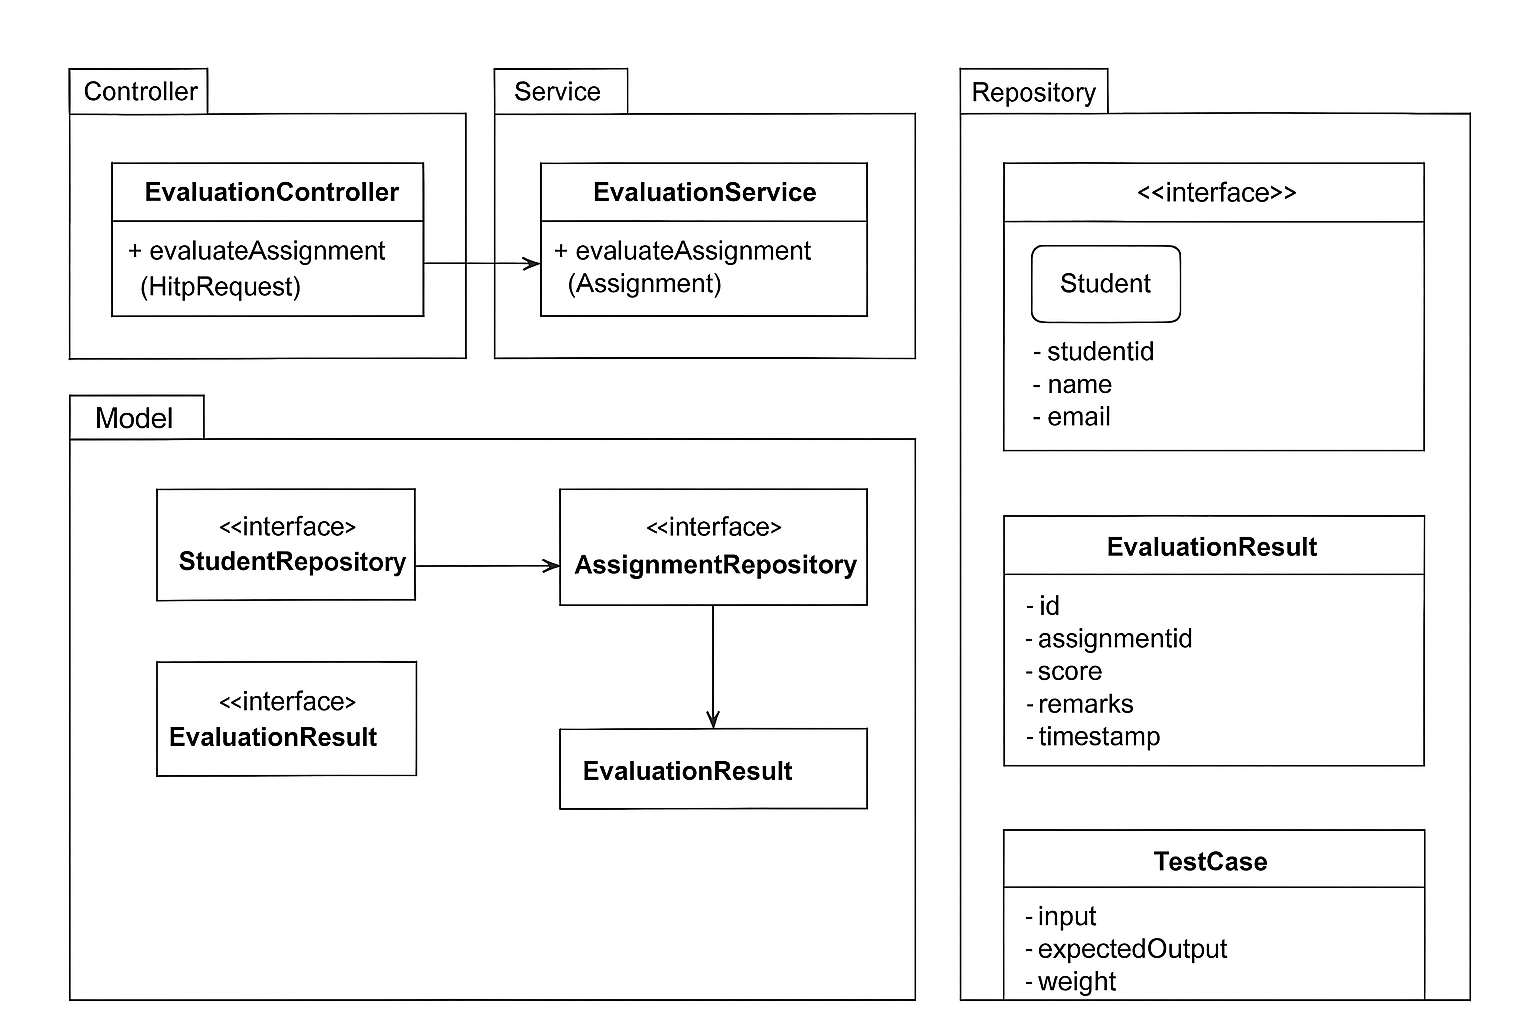 Controller
EvaluationController
+ evaluateAssignment
(HitpRequest)
Service
EvaluationService
+ evaluateAssignment
(Assignment)
Model
<<interface>
StudentRepository
<<interface>
AssignmentRepository
<<interface>
EvaluationResult
EvaluationResult
Repository
<<interface>>
Student
- studentid
- name
- email
EvaluationResult
- id
- assignmentid
- score
- remarks
- timestamp
TestCase
- input
- expectedOutput
- weight